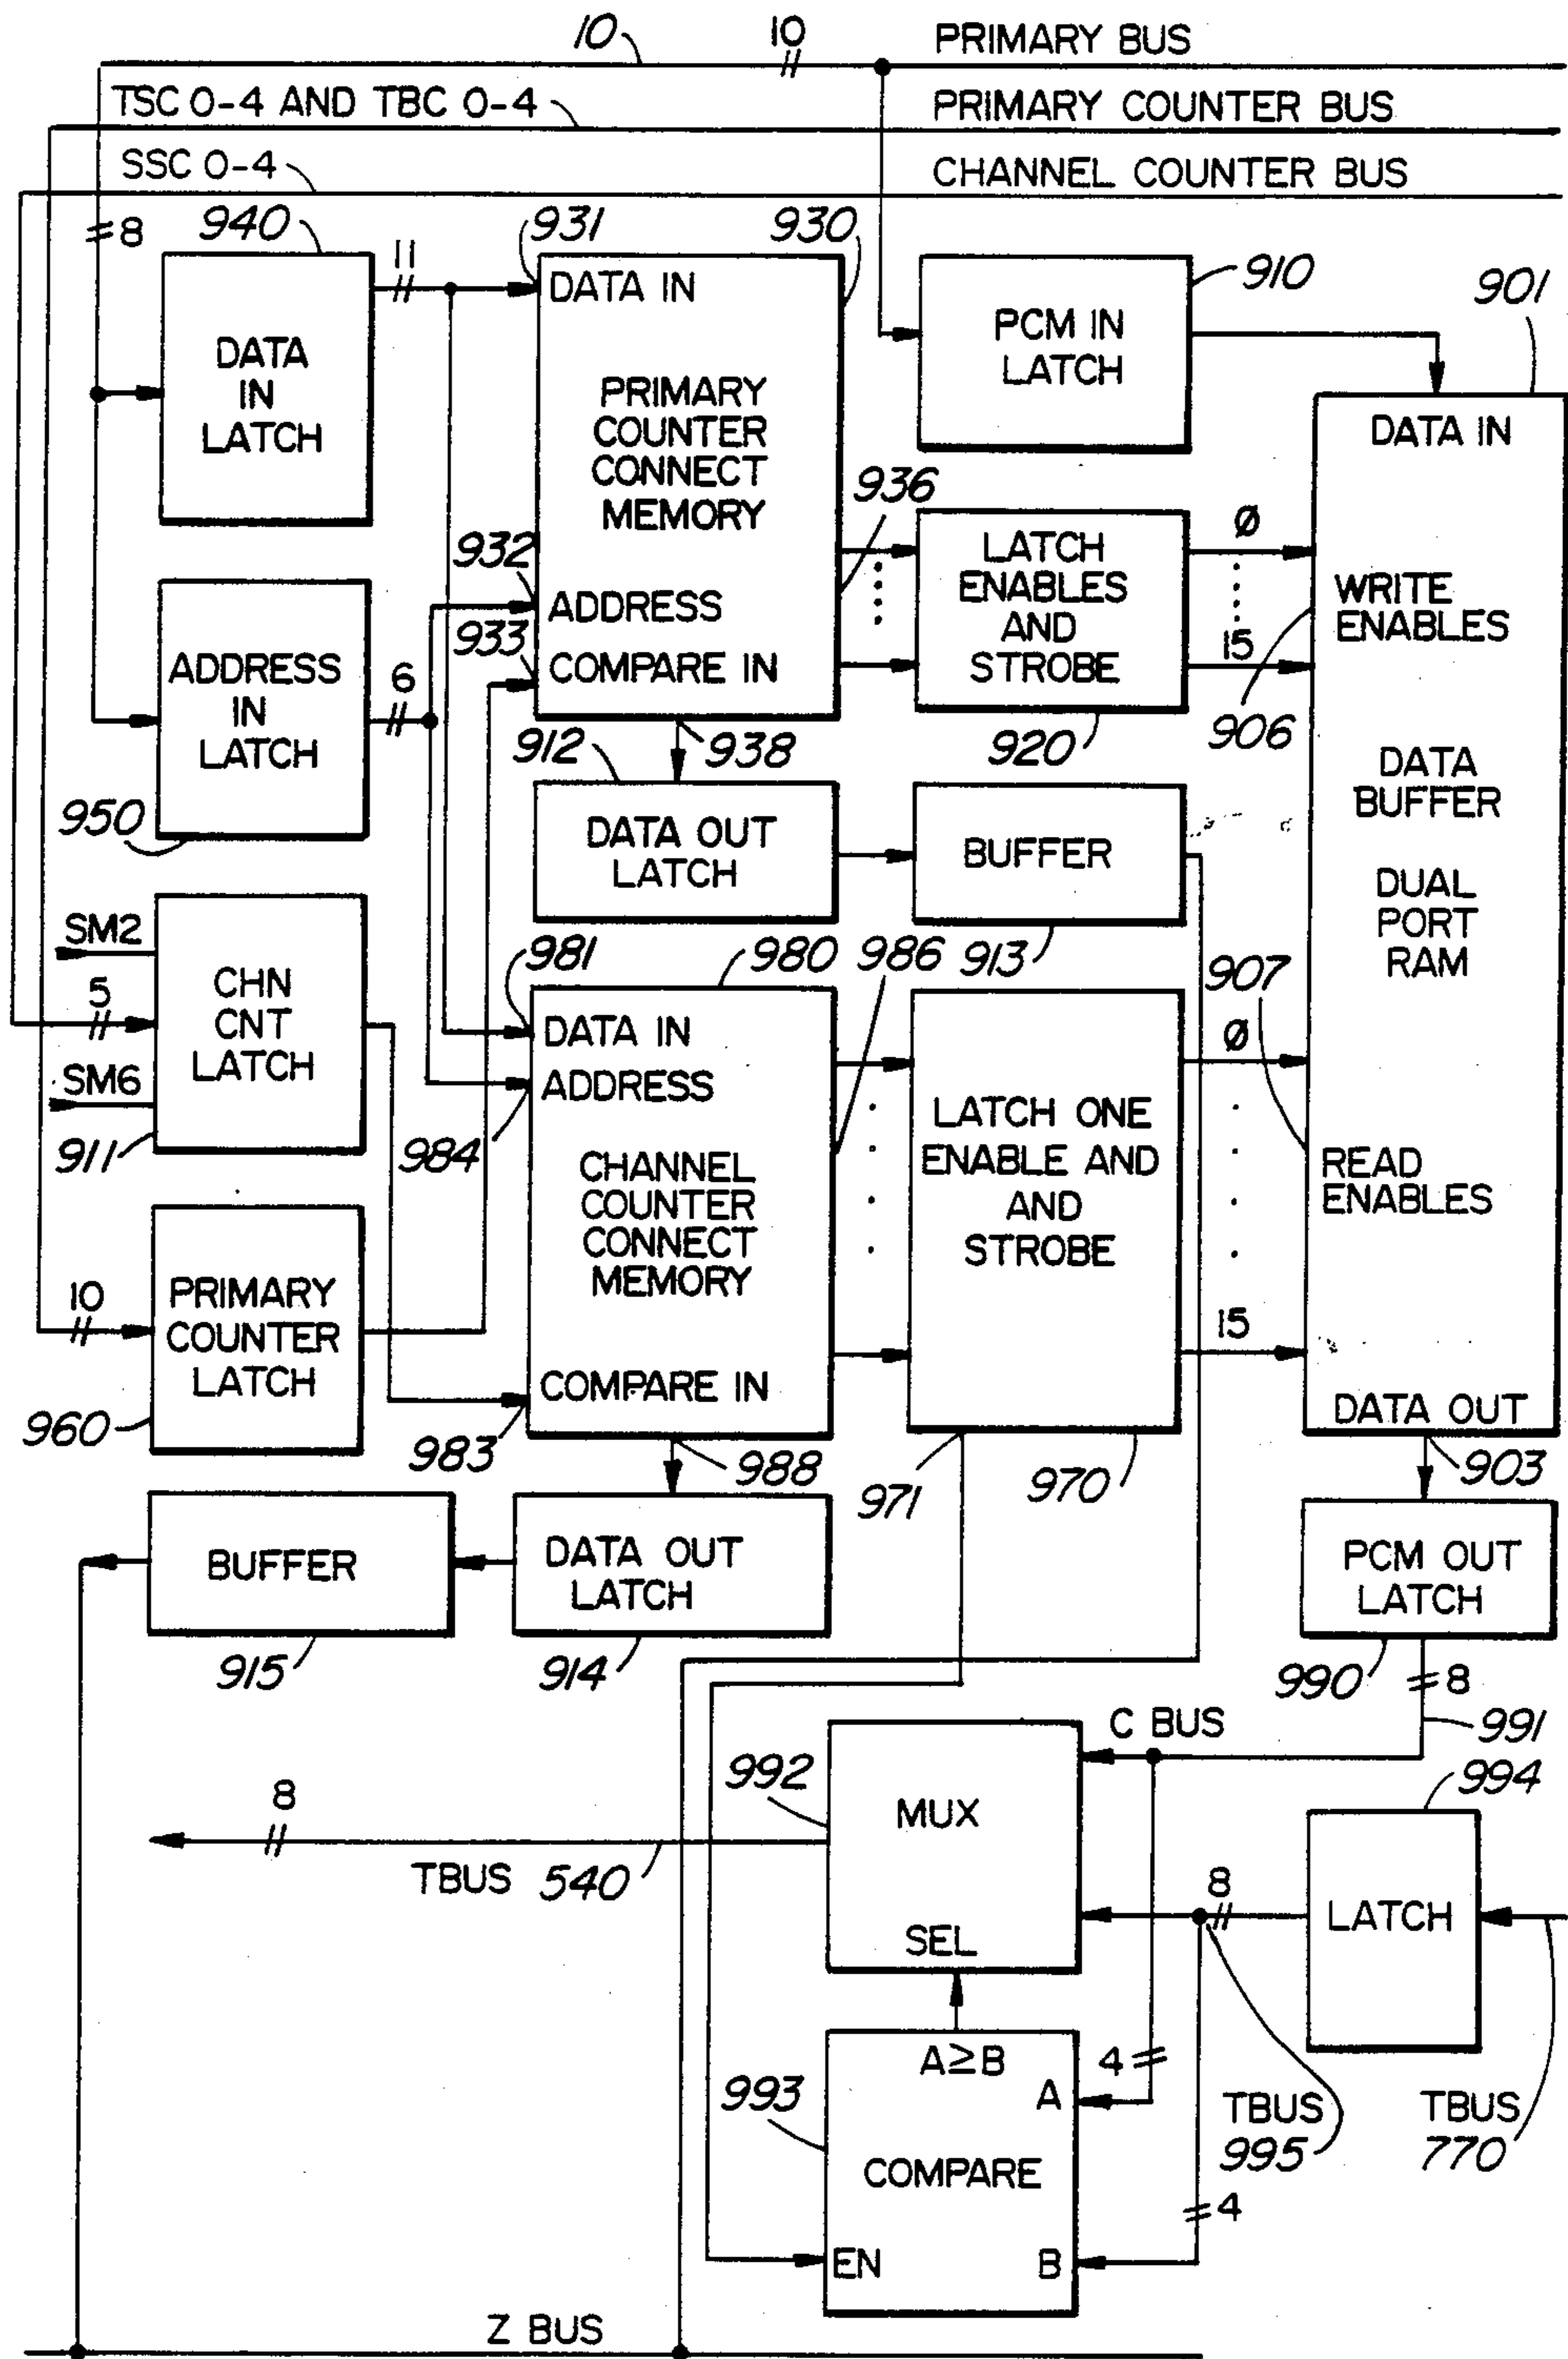 10
10
PRIMARY BUS
TSC 0-4 AND TBC 0-4
PRIMARY COUNTER BUS
SSC 0-4
CHANNEL COUNTER BUS
8
940
11
931
930
910
901
DATA
IN
LATCH
DATA IN
PRIMARY
COUNTER
CONNECT
MEMORY
932
ADDRESS
933
COMPARE IN
936
PCM IN
LATCH
DATA IN
LATCH
ENABLES
AND
STROBE
920
Ø
15
WRITE
ENABLES
906
ADDRESS
IN
LATCH
6
950
912
938
DATA OUT
LATCH
BUFFER
913
DATA
BUFFER
DUAL
PORT
RAM
SM2
5
SM6
CHN
CNT
LATCH
911
981
980
986
907
DATA IN
ADDRESS
984
CHANNEL
COUNTER
CONNECT
MEMORY
COMPARE IN
983
LATCH ONE
ENABLE AND
AND
STROBE
Ø
15
READ
ENABLES
10
PRIMARY
COUNTER
LATCH
960
988
971
970
DATA OUT
903
BUFFER
915
DATA OUT
LATCH
914
PCM OUT
LATCH
990
8
991
C BUS
992
MUX
SEL
994
8
TBUS 540
8
LATCH
A≥B
993
A
4
COMPARE
EN
B
4
TBUS
995
TBUS
770
Z BUS